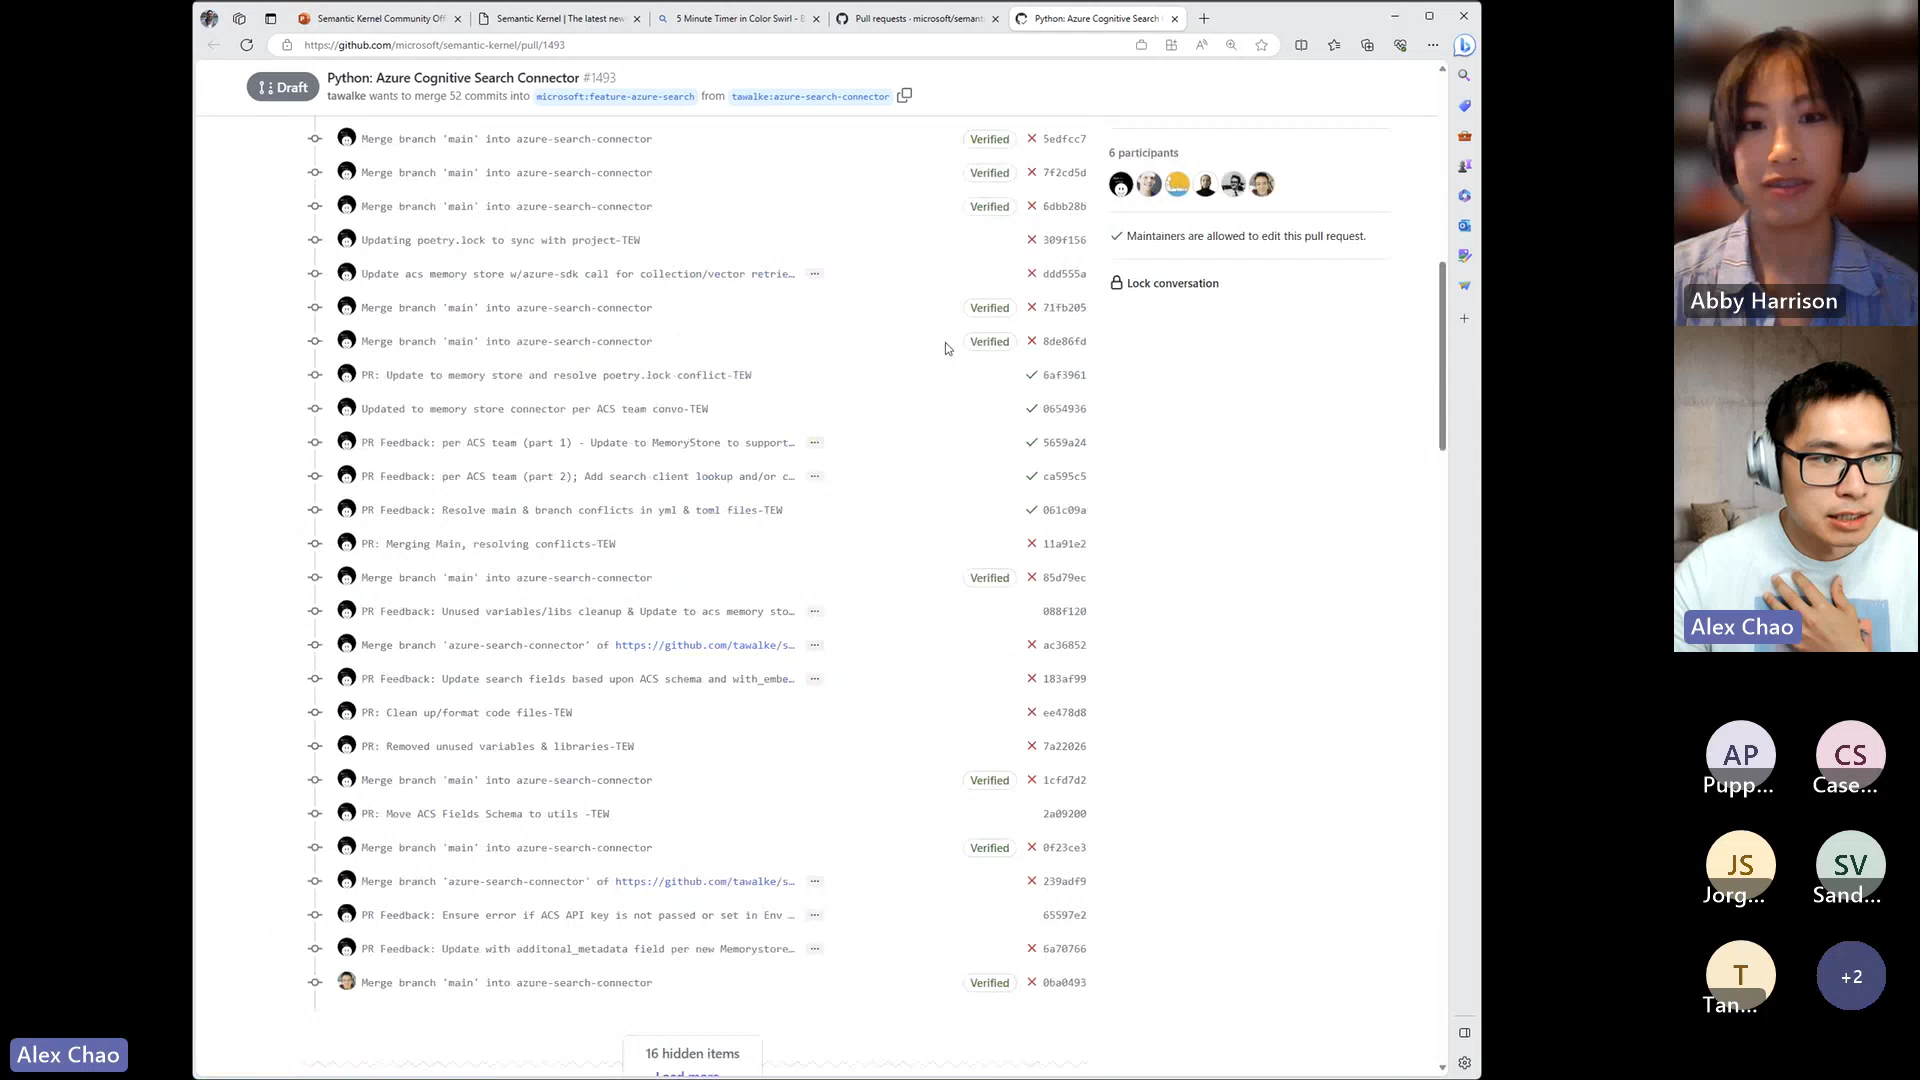 Semantic Kernel Community Off
Semantic Kernel | The latest new
5 Minute Timer in Color Swirl - B
Pull requests · microsoft/semant
Python: Azure Cognitive Search
https://github.com/microsoft/semantic-kernel/pull/1493
Draft
Python: Azure Cognitive Search Connector #1493
tawalke wants to merge 52 commits into microsoft:feature-azure-search from tawalke:azure-search-connector
Merge branch 'main' into azure-search-connector Verified 5edfcc7
Merge branch 'main' into azure-search-connector Verified 7f2cd5d
Merge branch 'main' into azure-search-connector Verified 6dbb28b
Updating poetry.lock to sync with project-TEW 309f156
Update acs memory store w/azure-sdk call for collection/vector retrie… ddd555a
Merge branch 'main' into azure-search-connector Verified 71fb205
Merge branch 'main' into azure-search-connector Verified 8de86fd
PR: Update to memory store and resolve poetry.lock conflict-TEW 6af3961
Updated to memory store connector per ACS team convo-TEW 0654936
PR Feedback: per ACS team (part 1) - Update to MemoryStore to support… 5659a24
PR Feedback: per ACS team (part 2); Add search client lookup and/or c… ca595c5
PR Feedback: Resolve main & branch conflicts in yml & toml files-TEW 061c09a
PR: Merging Main, resolving conflicts-TEW 11a91e2
Merge branch 'main' into azure-search-connector Verified 85d79ec
PR Feedback: Unused variables/libs cleanup & Update to acs memory sto… 088f120
Merge branch 'azure-search-connector' of https://github.com/tawalke/s… ac36852
PR Feedback: Update search fields based upon ACS schema and with_embe… 183af99
PR: Clean up/format code files-TEW ee478d8
PR: Removed unused variables & libraries-TEW 7a22026
Merge branch 'main' into azure-search-connector Verified 1cfd7d2
PR: Move ACS Fields Schema to utils -TEW 2a09200
Merge branch 'main' into azure-search-connector Verified 0f23ce3
Merge branch 'azure-search-connector' of https://github.com/tawalke/s… 239adf9
PR Feedback: Ensure error if ACS API key is not passed or set in Env … 65597e2
PR Feedback: Update with additonal_metadata field per new Memorystore… 6a70766
Merge branch 'main' into azure-search-connector Verified 0ba0493
16 hidden items
Load more…
6 participants
Maintainers are allowed to edit this pull request.
Lock conversation
Abby Harrison
Alex Chao
AP
Pupp...
CS
Case...
JS
Jorg...
SV
Sand...
T
Tan...
+2
Alex Chao